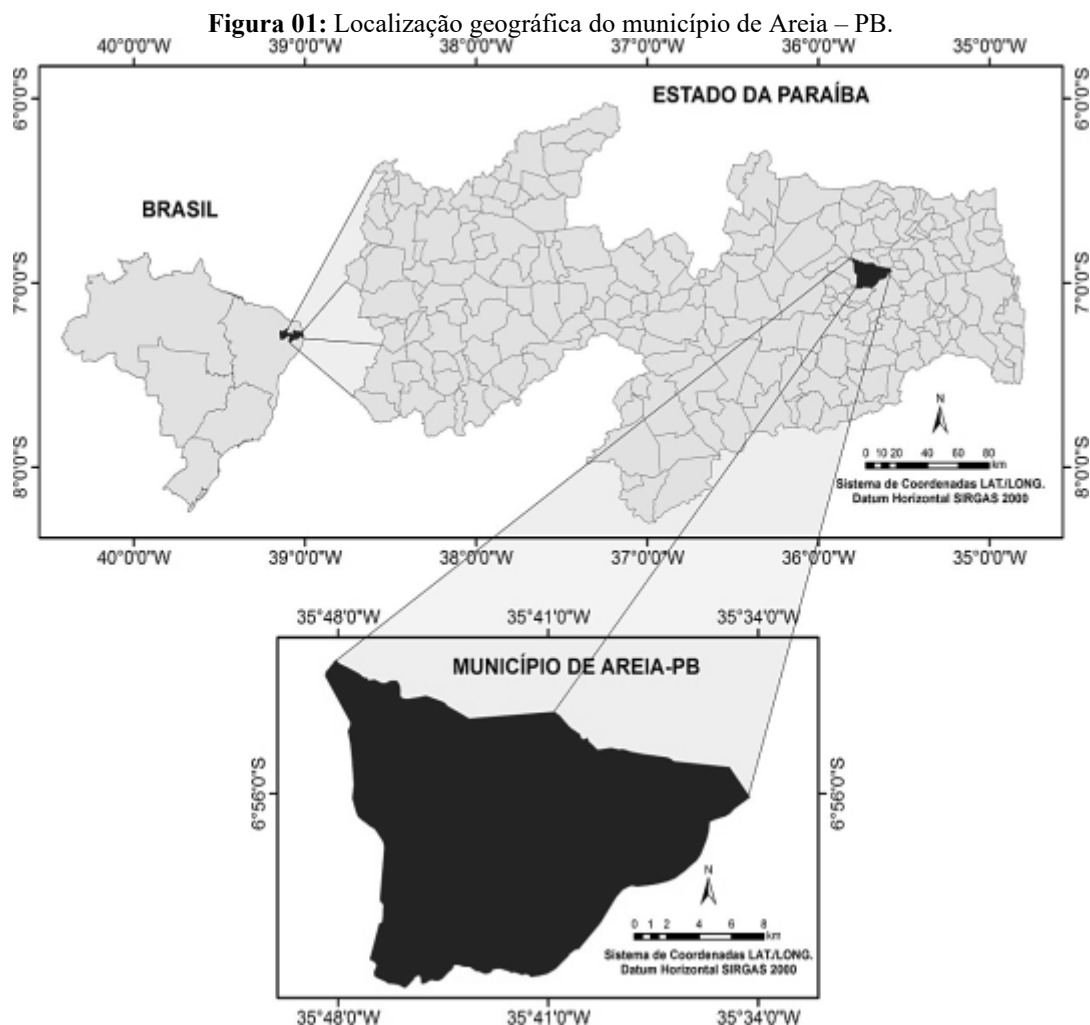 Figura 01: Localização geográfica do município de Areia – PB.
40°0'0"W 39°0'0"W 38°0'0"W 37°0'0"W 36°0'0"W 35°0'0"W
6°0'0"S 6°0'0"S
ESTADO DA PARAÍBA
BRASIL
7°0'0"S 7°0'0"S
N
0 10 20 40 60 80
km
8°0'0"S 8°0'0"S
Sistema de Coordenadas LAT./LONG.
Datum Horizontal SIRGAS 2000
40°0'0"W 39°0'0"W 38°0'0"W 37°0'0"W 36°0'0"W 35°0'0"W
35°48'0"W 35°41'0"W 35°34'0"W
MUNICÍPIO DE AREIA-PB
6°56'0"S 6°56'0"S
N
0 1 2 4 6 8
km
Sistema de Coordenadas LAT./LONG.
Datum Horizontal SIRGAS 2000
35°48'0"W 35°41'0"W 35°34'0"W